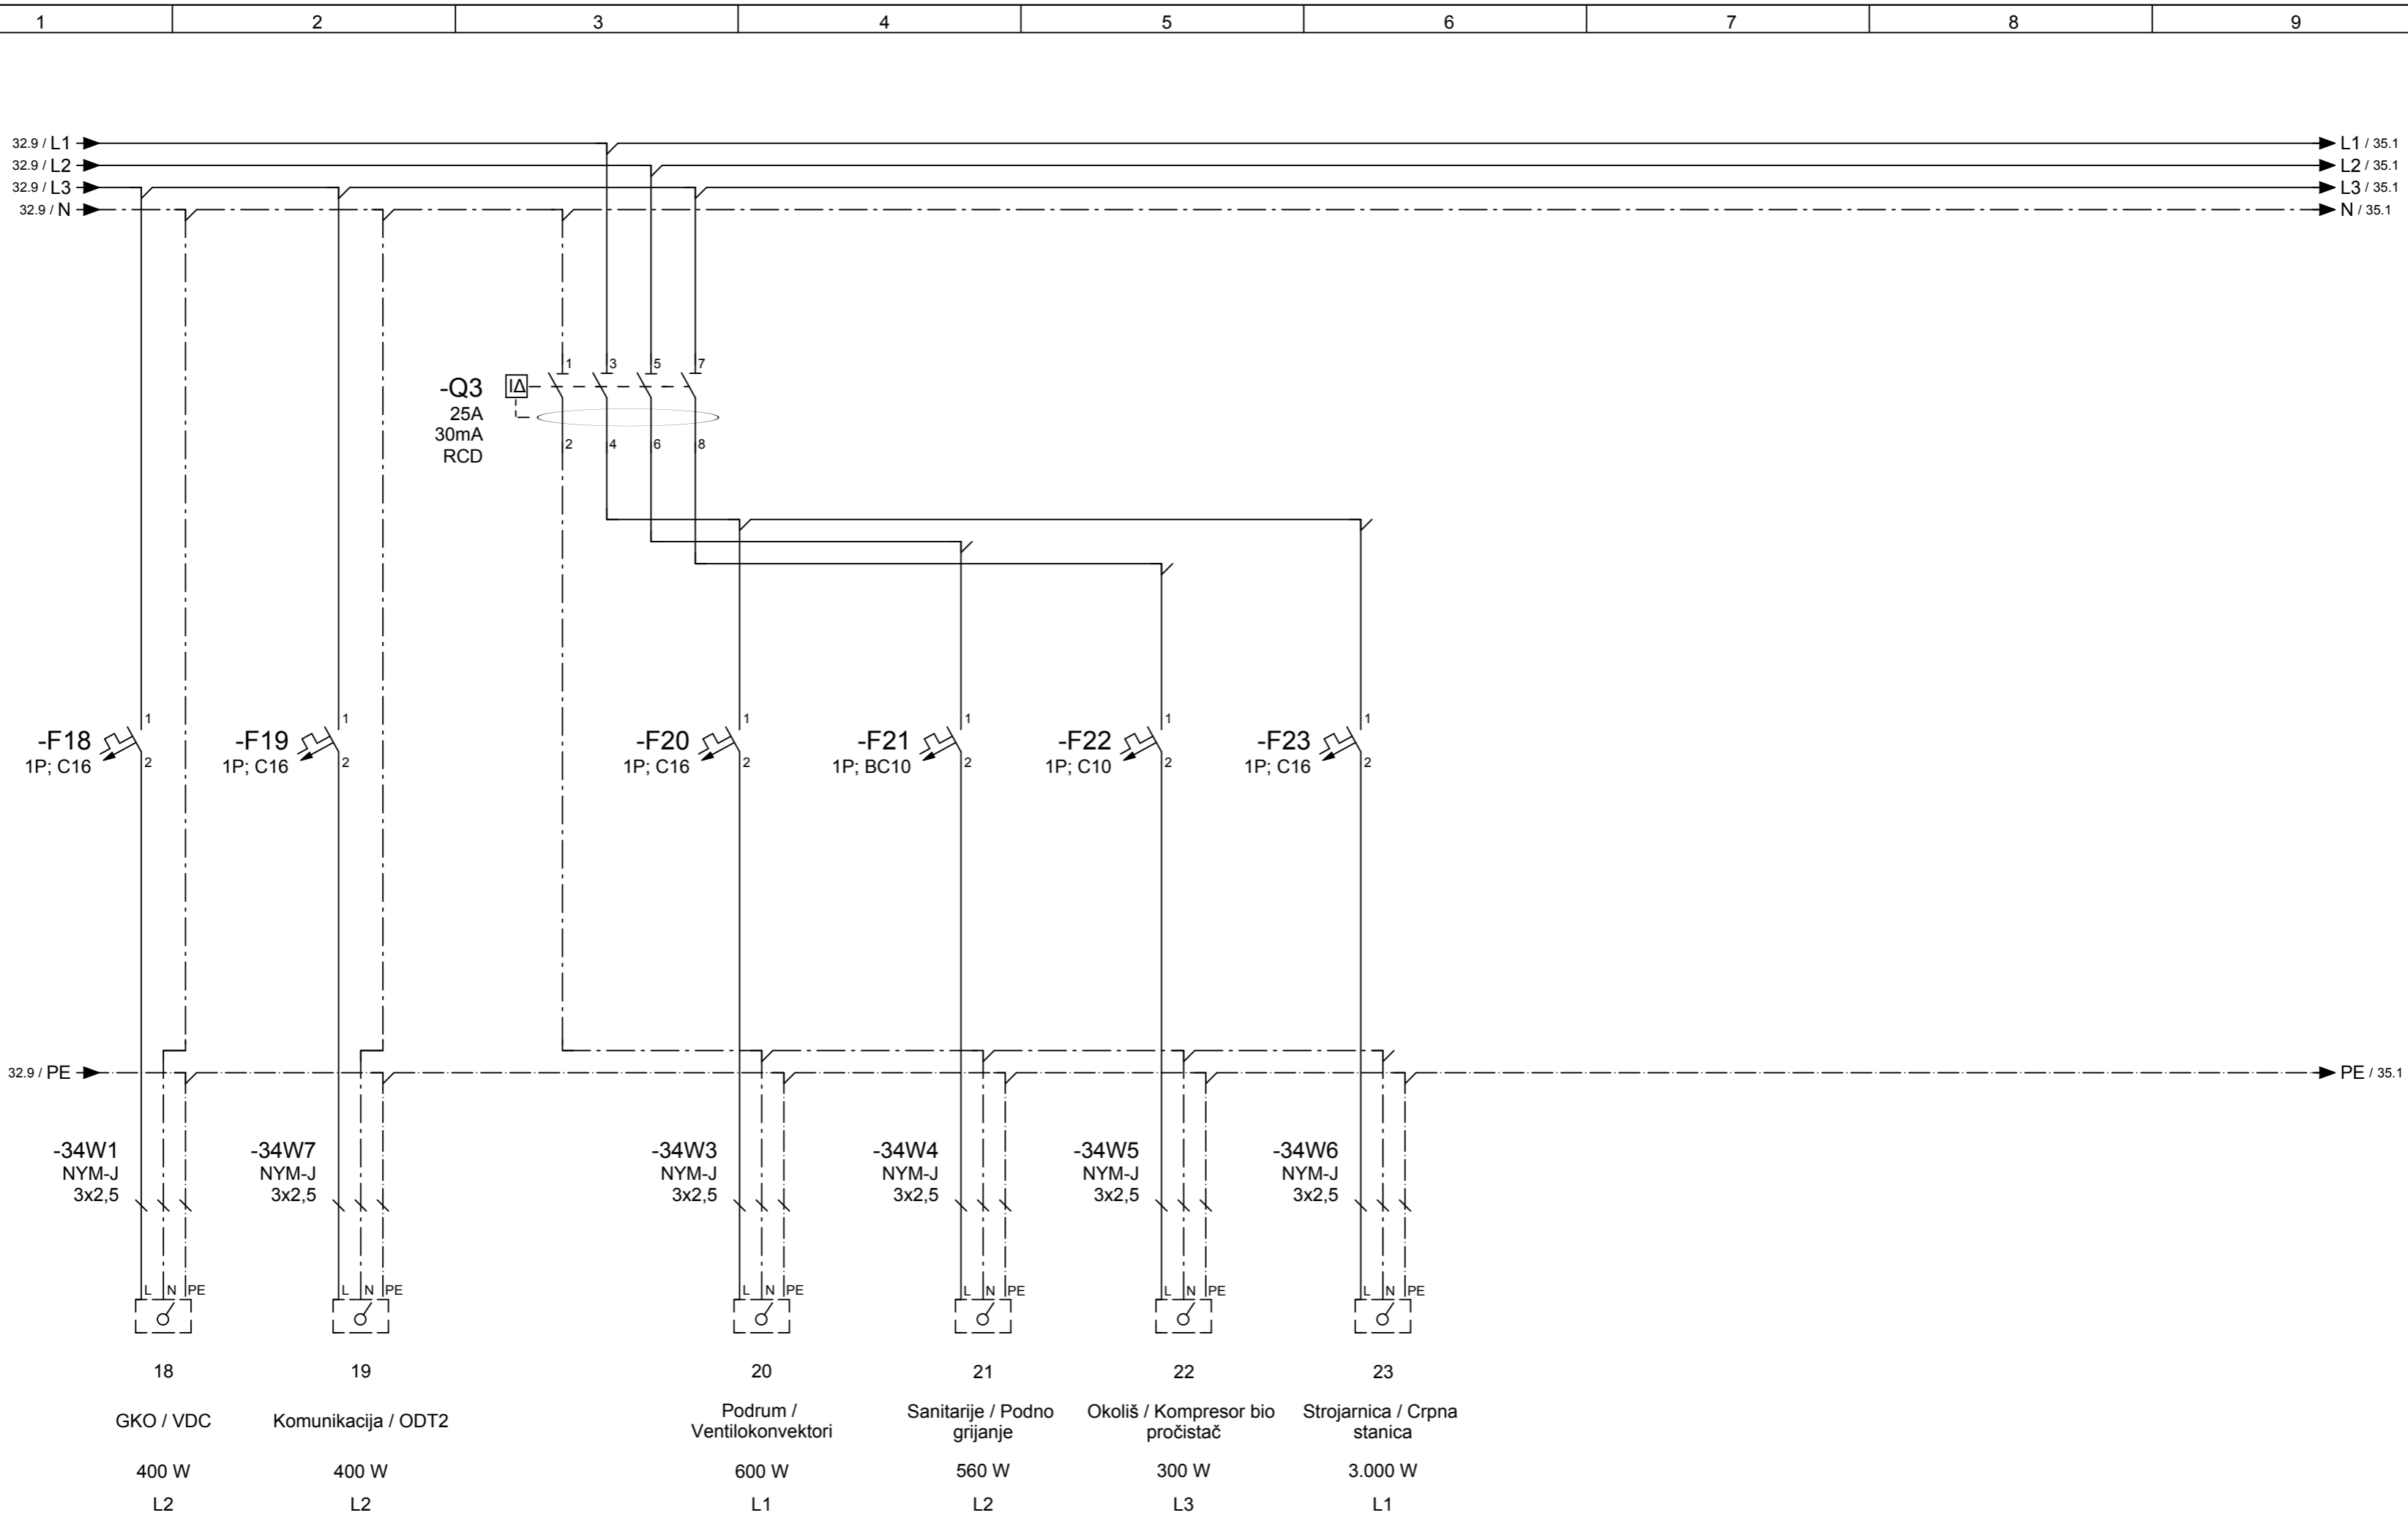 1 2 3 4 5 6 7 8 9
32.9 / L1 L1 / 35.1
32.9 / L2 L2 / 35.1
32.9 / L3 L3 / 35.1
32.9 / N N / 35.1
1 3 5 7
-Q3 I∆
25A
30mA
RCD
2 4 6 8
1 1 1 1 1 1
-F18 -F19 -F20 -F21 -F22 -F23
1P; C16 1P; C16 1P; C16 1P; BC10 1P; C10 1P; C16
2 2 2 2 2 2
32.9 / PE PE / 35.1
-34W1 -34W7 -34W3 -34W4 -34W5 -34W6
NYM-J NYM-J NYM-J NYM-J NYM-J NYM-J
3x2,5 3x2,5 3x2,5 3x2,5 3x2,5 3x2,5
L N PE L N PE L N PE L N PE L N PE L N PE
18 19 20 21 22 23
GKO / VDC Komunikacija / ODT2
Podrum / Sanitarije / Podno Okoliš / Kompresor bio Strojarnica / Crpna
Ventilokonvektori grijanje pročistač stanica
400 W 400 W 600 W 560 W 300 W 3.000 W
L2 L2 L1 L2 L3 L1